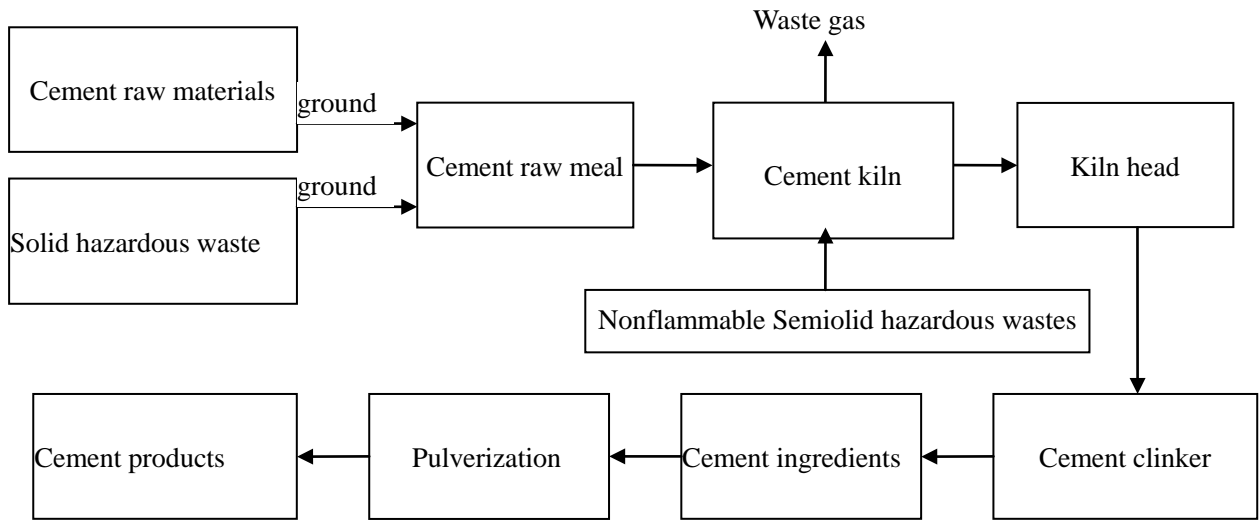 Waste gas
Cement raw materials
ground
Cement raw meal
Cement kiln
Kiln head
ground
Solid hazardous waste
Nonflammable Semiolid hazardous wastes
Cement products
Pulverization
Cement ingredients
Cement clinker